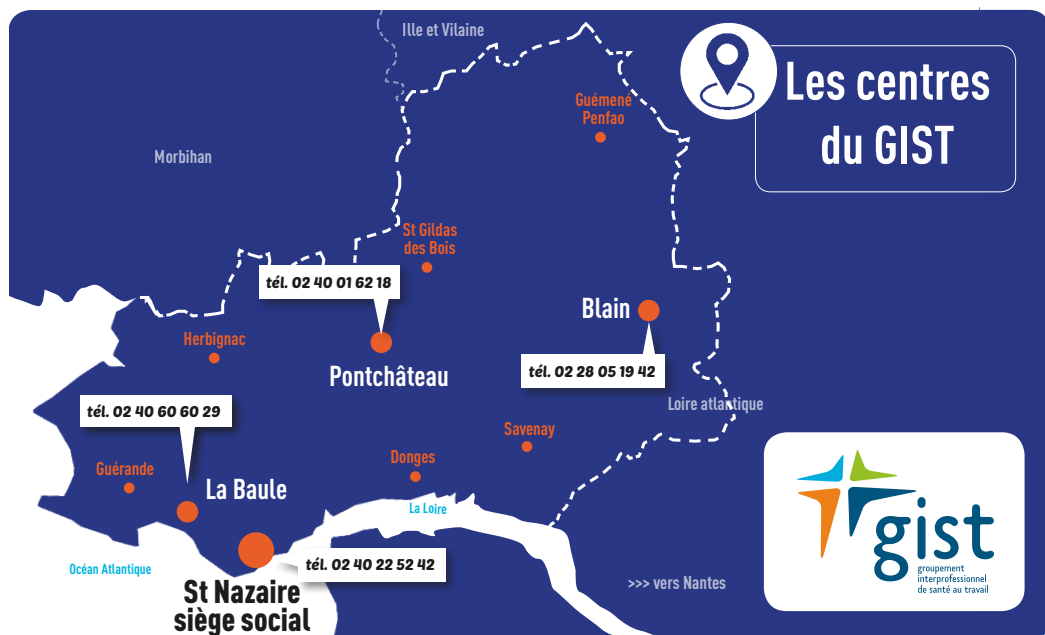 Ille et Vilaine
Les centres
du GIST
Guémené
Penfao
Morbihan
St Gildas
des Bois
tél. 02 40 01 62 18
Blain
Herbignac
Pontchâteau
tél. 02 28 05 19 42
tél. 02 40 60 60 29
Loire atlantique
Savenay
Donges
Guérande
La Baule
La Loire
Océan Atlantique
tél. 02 40 22 52 42
St Nazaire
siège social
>>> vers Nantes
gist
groupement
interprofessionnel
de santé au travail